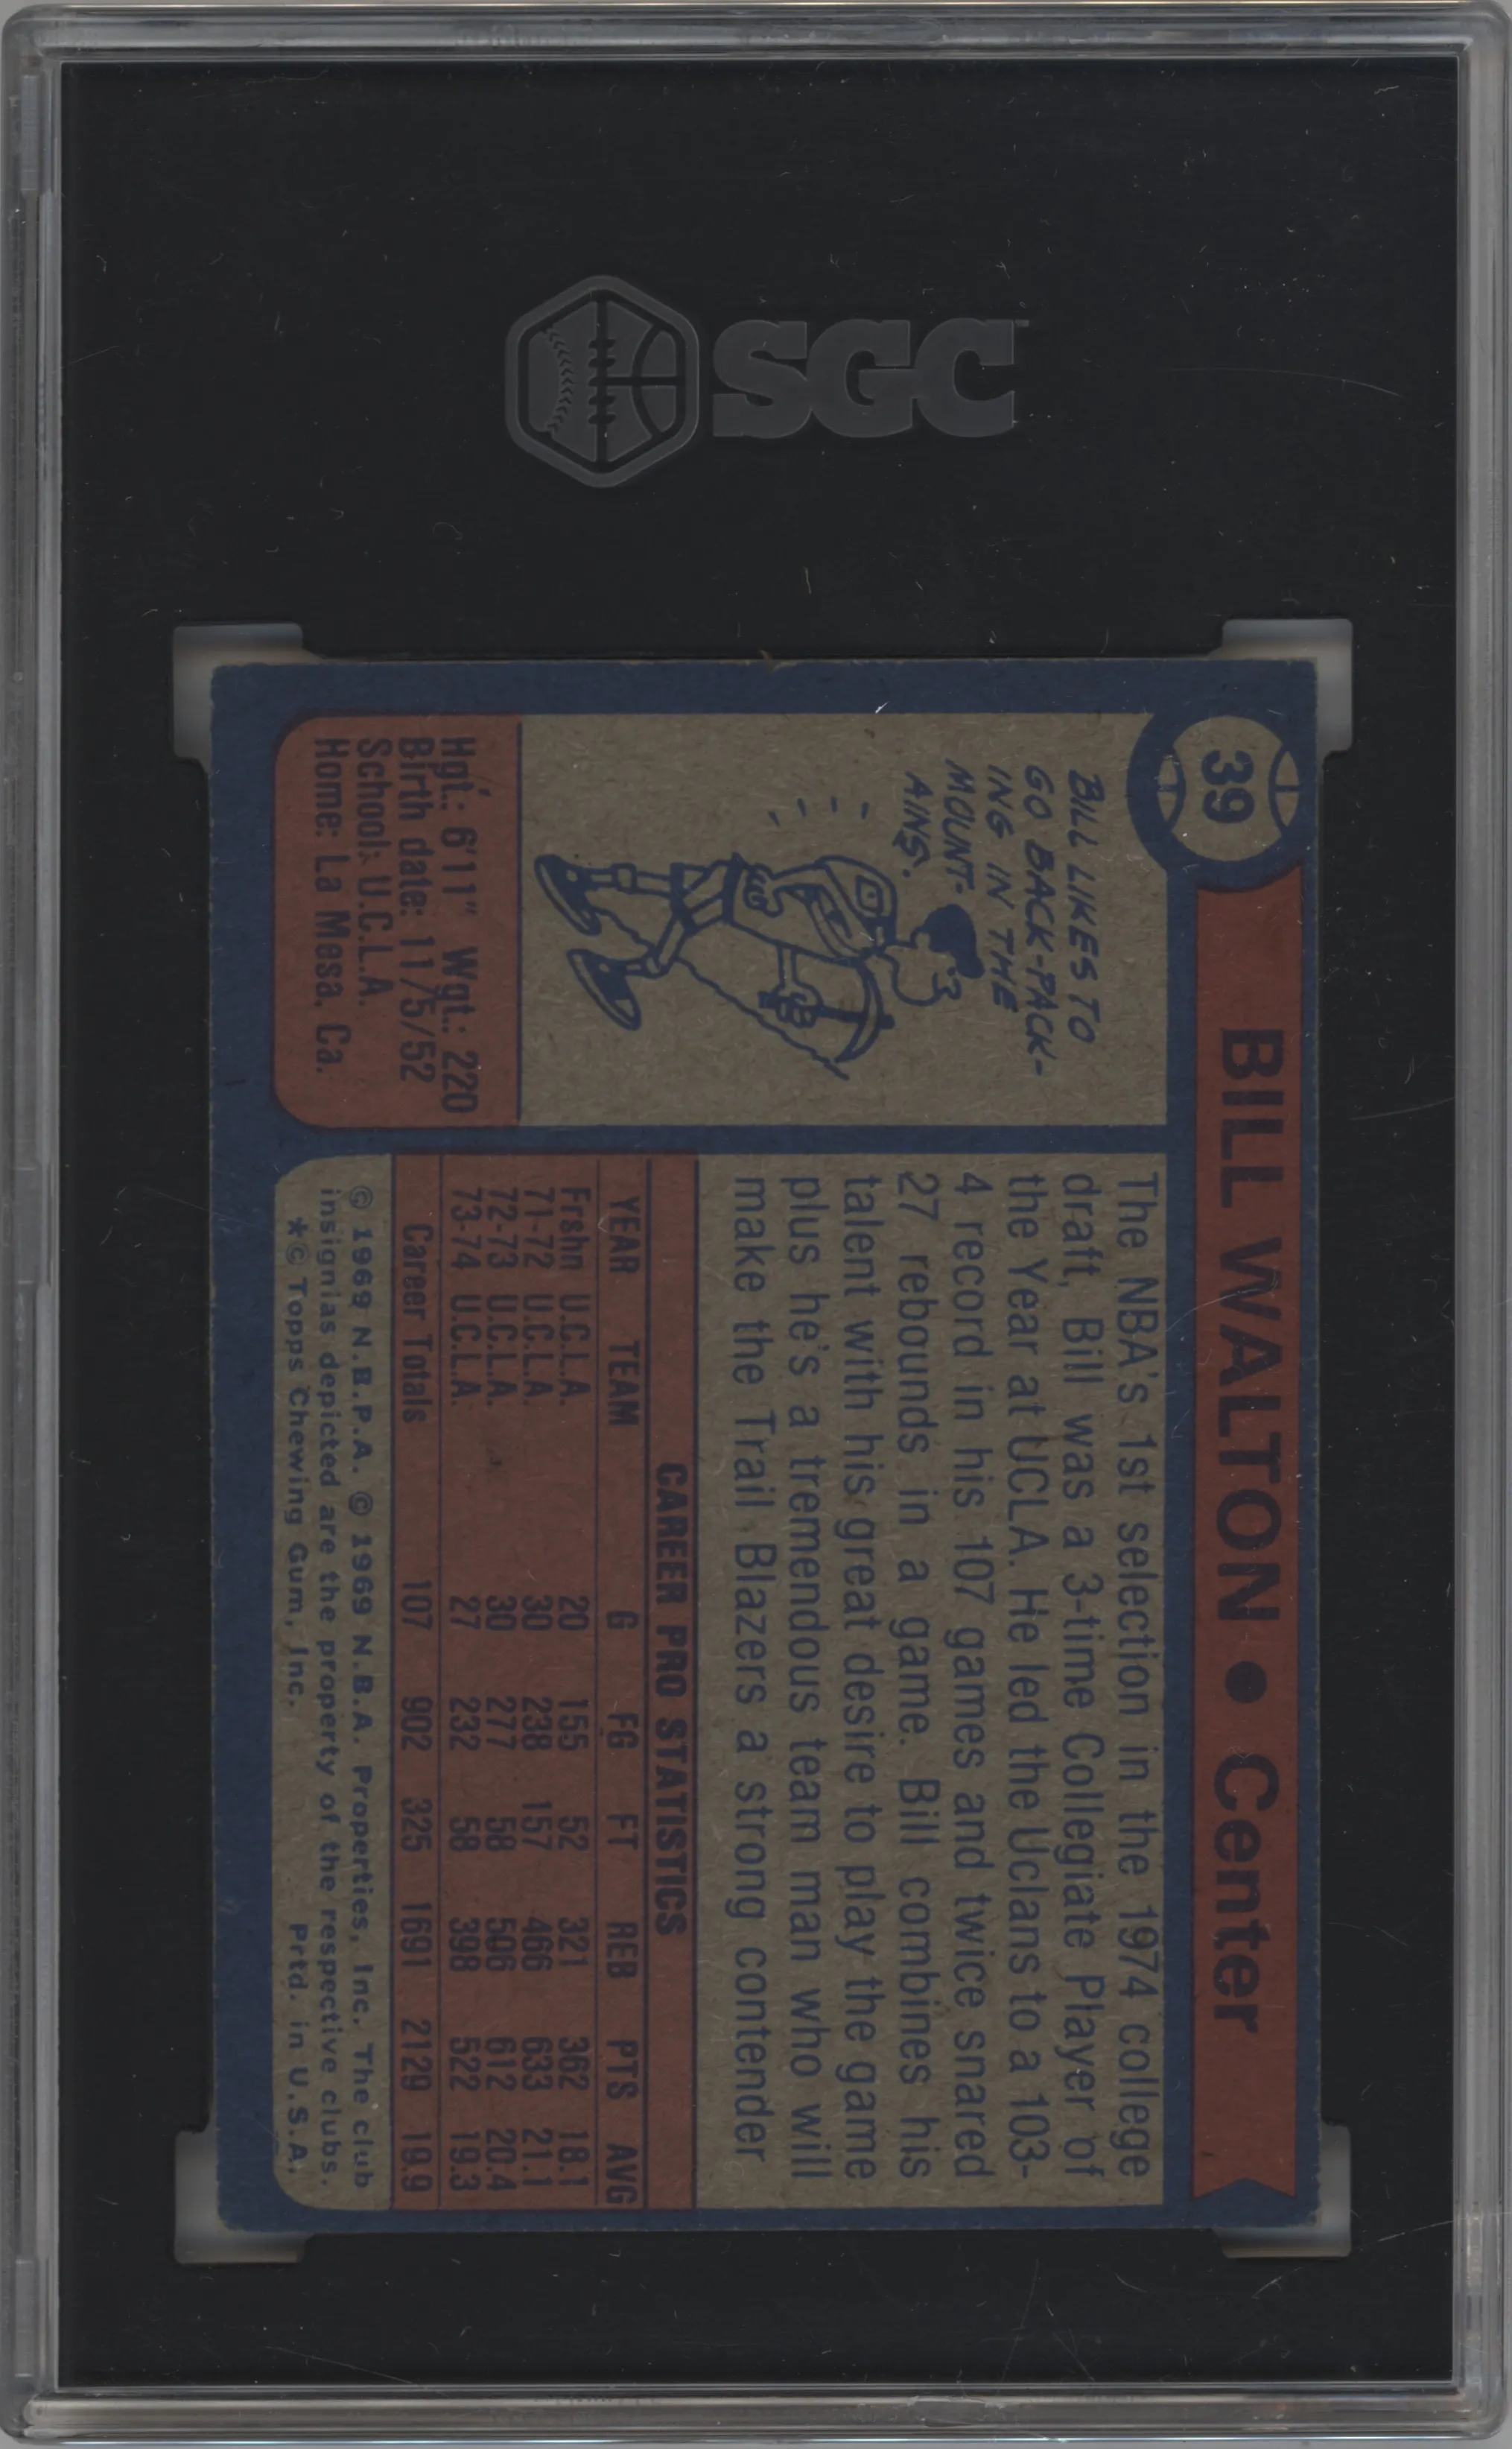 SGC
39
BILL WALTON • Center
BILL LIKES TO
GO BACK-PACK-
ING IN THE
MOUNT-
AINS.
Hgt.: 6'11" Wgt.: 220
Birth date: 11/5/52
School: U.C.L.A.
Home: La Mesa, Ca.
The NBA's 1st selection in the 1974 college
draft, Bill was a 3-time Collegiate Player of
the Year at UCLA. He led the Uclans to a 103-
4 record in his 107 games and twice snared
27 rebounds in a game. Bill combines his
talent with his great desire to play the game
plus he's a tremendous team man who will
make the Trail Blazers a strong contender
CAREER PRO STATISTICS
YEAR TEAM G FG FT REB PTS AVG
Frshn U.C.L.A. 20 155 52 321 362 18.1
71-72 U.C.L.A. 30 238 157 466 633 21.1
72-73 U.C.L.A. 30 277 58 506 612 20.4
73-74 U.C.L.A. 27 232 58 398 522 19.3
Career Totals 107 902 325 1691 2129 19.9
© 1969 N.B.P.A. © 1969 N.B.A. Properties, Inc. The club
insignias depicted are the property of the respective clubs.
*© Topps Chewing Gum, Inc. Prtd. in U.S.A.